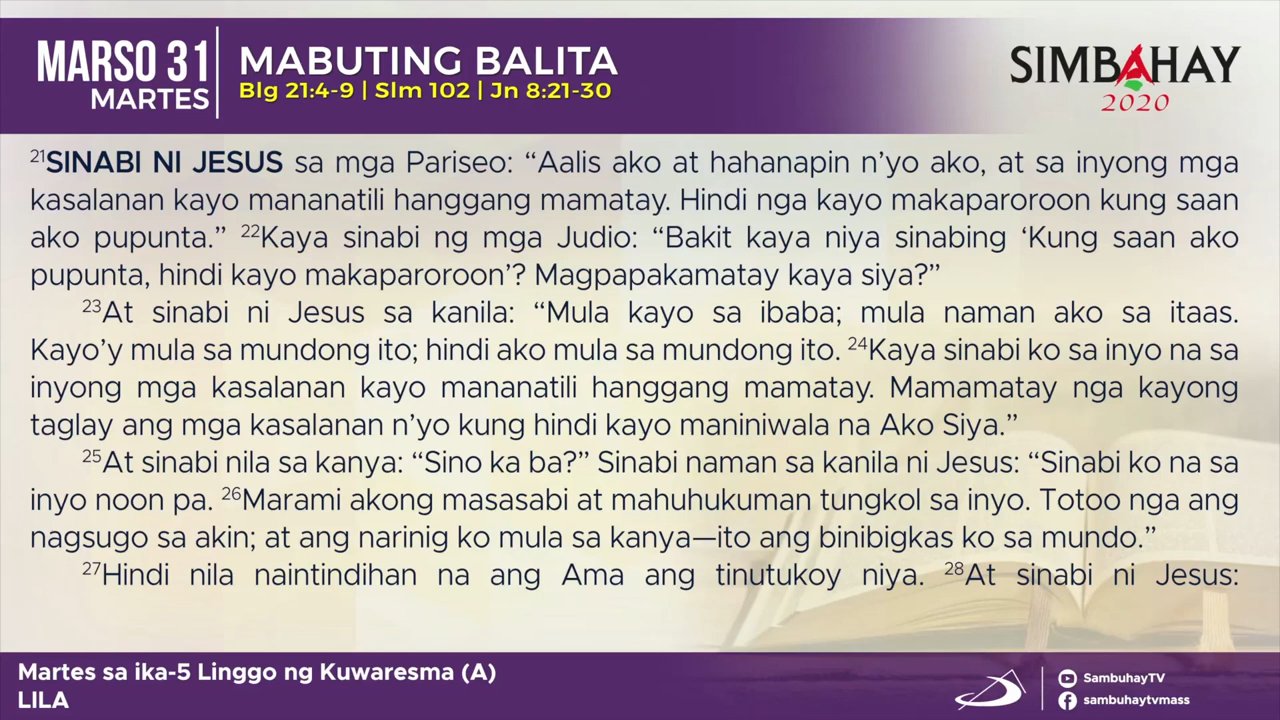 MARSO 31
MARTES
MABUTING BALITA
Blg 21:4-9 | Slm 102 | Jn 8:21-30
SIMBAHAY
2020
21SINABI NI JESUS sa mga Pariseo: “Aalis ako at hahanapin n’yo ako, at sa inyong mga
kasalanan kayo mananatili hanggang mamatay. Hindi nga kayo makaparoroon kung saan
ako pupunta.” 22Kaya sinabi ng mga Judio: “Bakit kaya niya sinabing ‘Kung saan ako
pupunta, hindi kayo makaparoroon’? Magpapakamatay kaya siya?”
23At sinabi ni Jesus sa kanila: “Mula kayo sa ibaba; mula naman ako sa itaas.
Kayo’y mula sa mundong ito; hindi ako mula sa mundong ito. 24Kaya sinabi ko sa inyo na sa
inyong mga kasalanan kayo mananatili hanggang mamatay. Mamamatay nga kayong
taglay ang mga kasalanan n’yo kung hindi kayo maniniwala na Ako Siya.”
25At sinabi nila sa kanya: “Sino ka ba?” Sinabi naman sa kanila ni Jesus: “Sinabi ko na sa
inyo noon pa. 26Marami akong masasabi at mahuhukuman tungkol sa inyo. Totoo nga ang
nagsugo sa akin; at ang narinig ko mula sa kanya—ito ang binibigkas ko sa mundo.”
27Hindi nila naintindihan na ang Ama ang tinutukoy niya. 28At sinabi ni Jesus:
Martes sa ika-5 Linggo ng Kuwaresma (A)
LILA
SambuhayTV
sambuhaytvmass